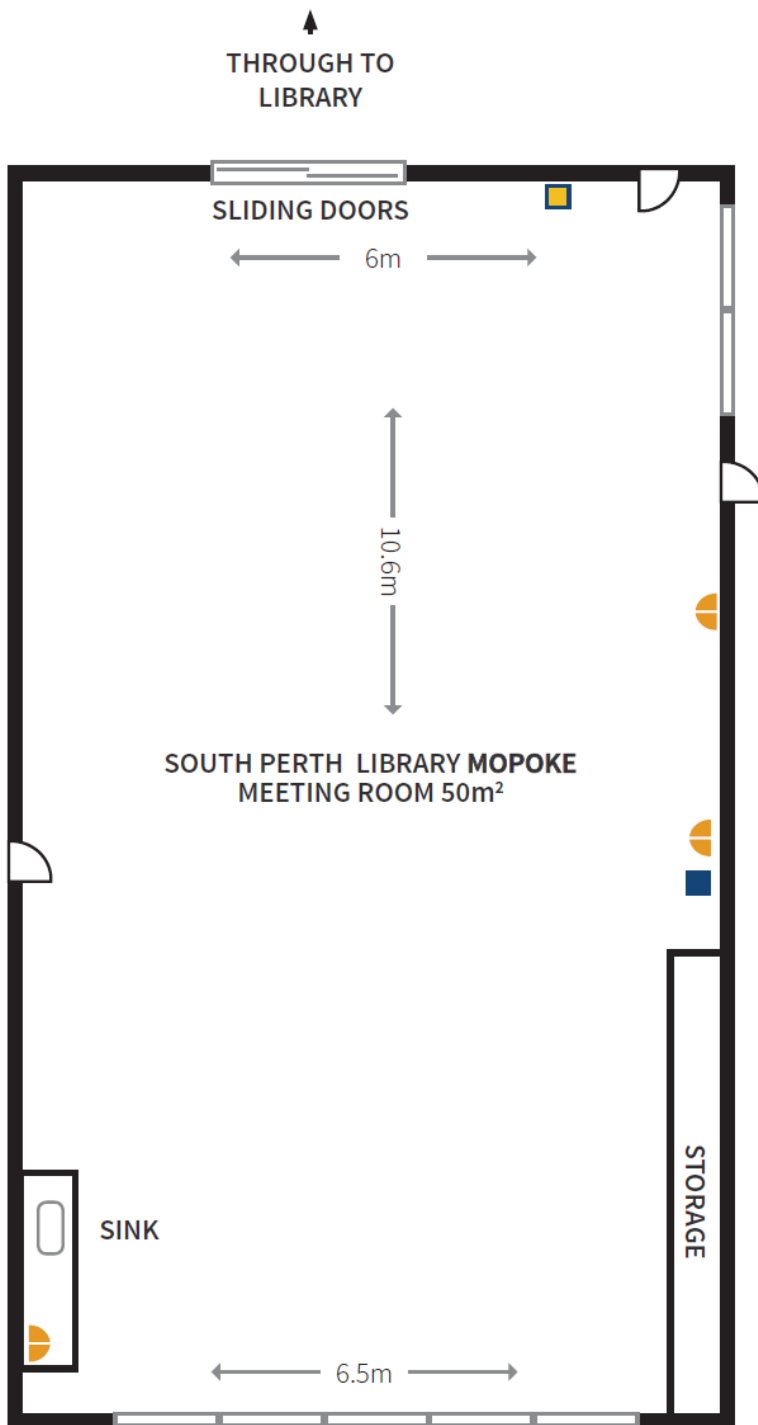 THROUGH TO
LIBRARY
SLIDING DOORS
6m
10.6m
SOUTH PERTH LIBRARY MOPOKE
MEETING ROOM 50m²
STORAGE
SINK
6.5m